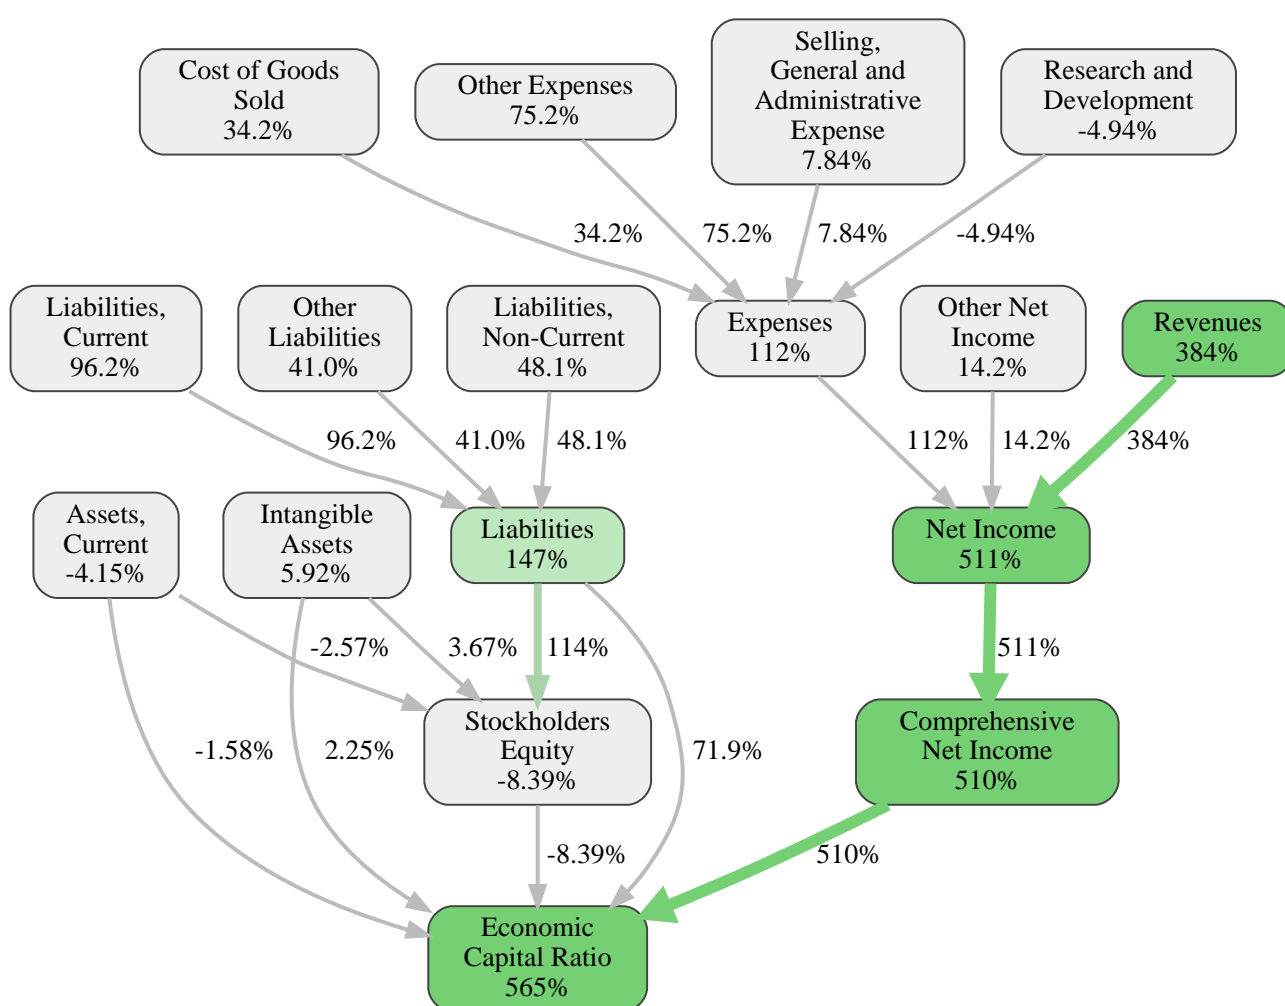 Cost of Goods
Sold
34.2%
Other Expenses
75.2%
Selling,
General and
Administrative
Expense
7.84%
Research and
Development
-4.94%
34.2%
75.2%
7.84%
-4.94%
Liabilities,
Current
96.2%
Other
Liabilities
41.0%
Liabilities,
Non-Current
48.1%
Expenses
112%
Other Net
Income
14.2%
Revenues
384%
96.2%
41.0%
48.1%
112%
14.2%
384%
Assets,
Current
-4.15%
Intangible
Assets
5.92%
Liabilities
147%
Net Income
511%
-2.57%
3.67%
114%
511%
Stockholders
Equity
-8.39%
Comprehensive
Net Income
510%
-1.58%
2.25%
71.9%
-8.39%
510%
Economic
Capital Ratio
565%